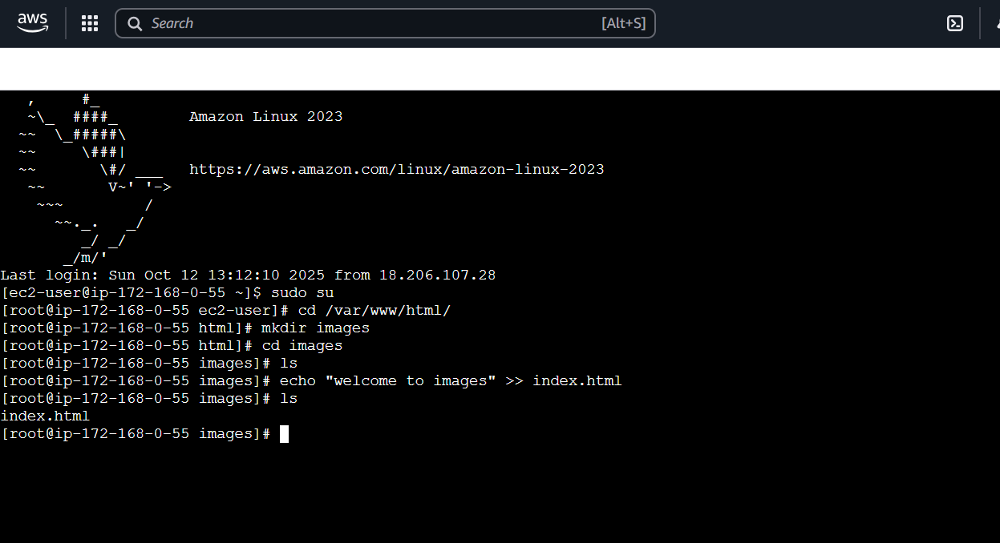 aws
Search [Alt+S]
   ,     #_
   ~\_  ####_        Amazon Linux 2023
  ~~  \_#####\
  ~~     \###|
  ~~       \#/ ___   https://aws.amazon.com/linux/amazon-linux-2023
   ~~       V~' '->
    ~~~         /
      ~~._.   _/
         _/ _/
       _/m/'
Last login: Sun Oct 12 13:12:10 2025 from 18.206.107.28
[ec2-user@ip-172-168-0-55 ~]$ sudo su
[root@ip-172-168-0-55 ec2-user]# cd /var/www/html/
[root@ip-172-168-0-55 html]# mkdir images
[root@ip-172-168-0-55 html]# cd images
[root@ip-172-168-0-55 images]# ls
[root@ip-172-168-0-55 images]# echo "welcome to images" >> index.html
[root@ip-172-168-0-55 images]# ls
index.html
[root@ip-172-168-0-55 images]#